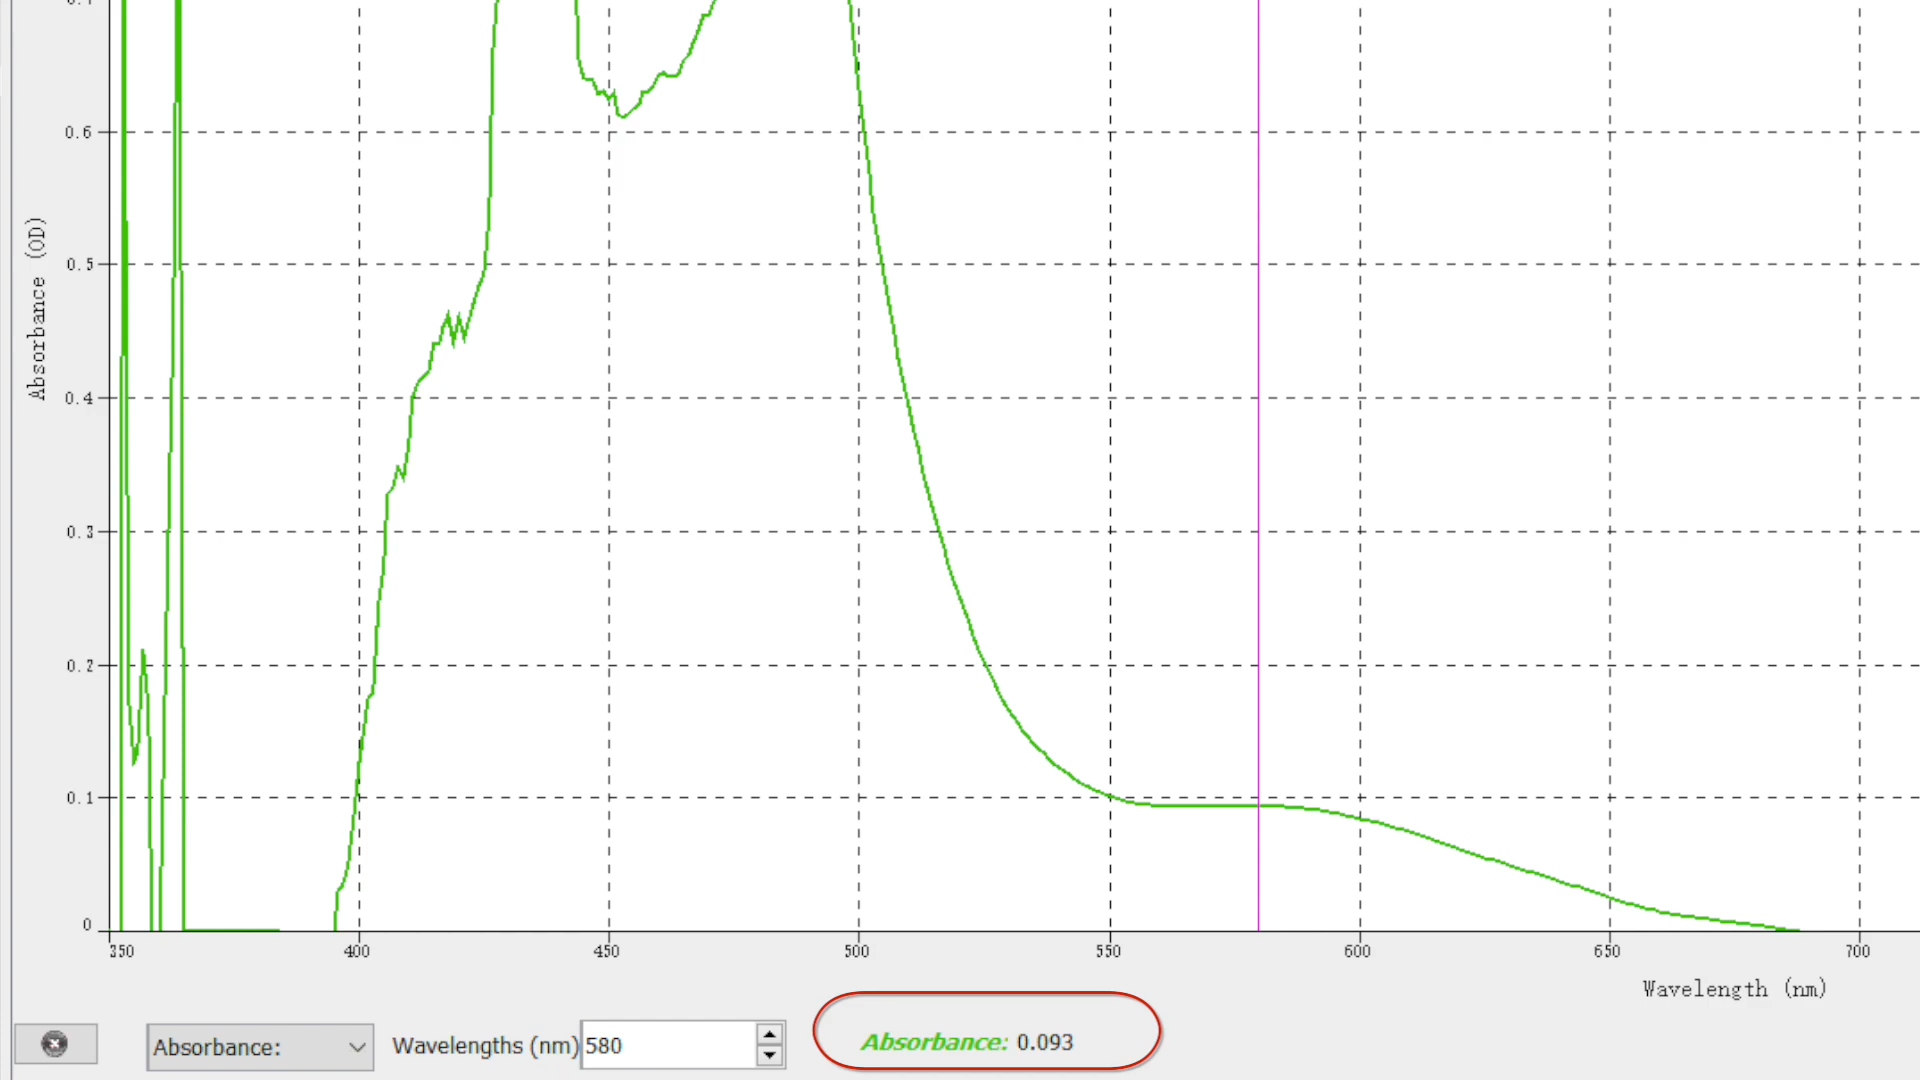 Absorbance (OD)
0.6
0.5
0.4
0.3
0.2
0.1
0
350 400 450 500 550 600 650 700
Wavelength (nm)
Absorbance: Wavelengths (nm) 580 Absorbance: 0.093